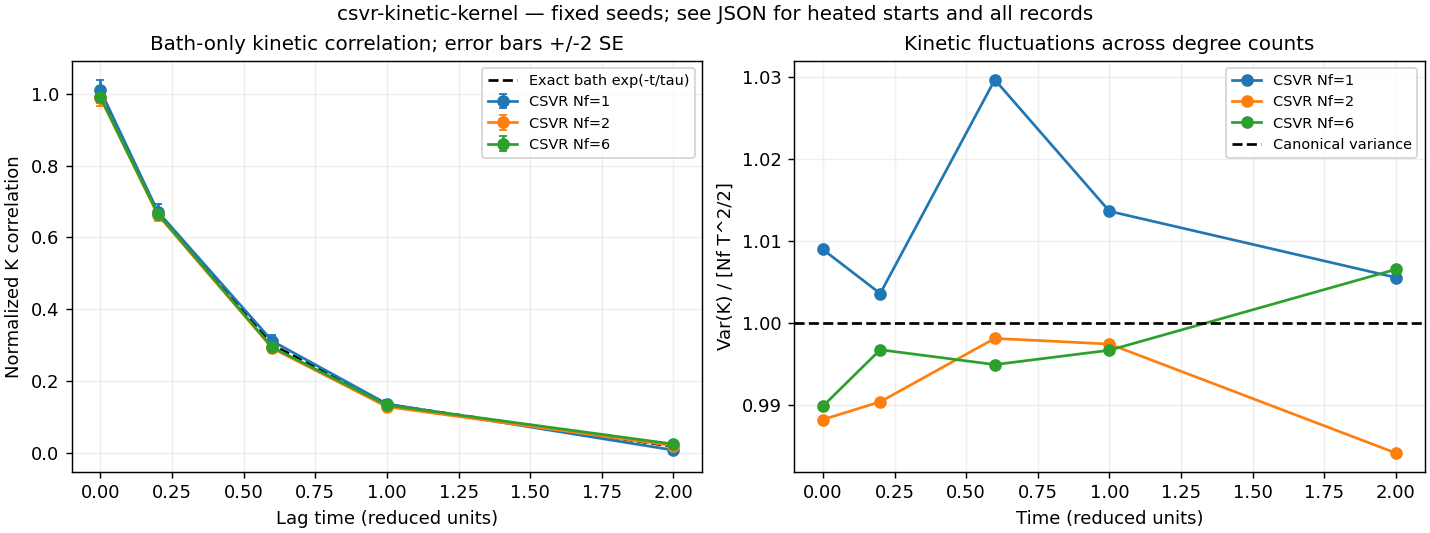 csvr-kinetic-kernel — fixed seeds; see JSON for heated starts and all records
Bath-only kinetic correlation; error bars +/-2 SE
Normalized K correlation
1.0
0.8
0.6
0.4
0.2
0.0
Exact bath exp(-t/tau)
CSVR Nf=1
CSVR Nf=2
CSVR Nf=6
0.00 0.25 0.50 0.75 1.00 1.25 1.50 1.75 2.00
Lag time (reduced units)
Kinetic fluctuations across degree counts
Var(K) / [Nf T^2/2]
1.03
1.02
1.01
1.00
0.99
CSVR Nf=1
CSVR Nf=2
CSVR Nf=6
Canonical variance
0.00 0.25 0.50 0.75 1.00 1.25 1.50 1.75 2.00
Time (reduced units)